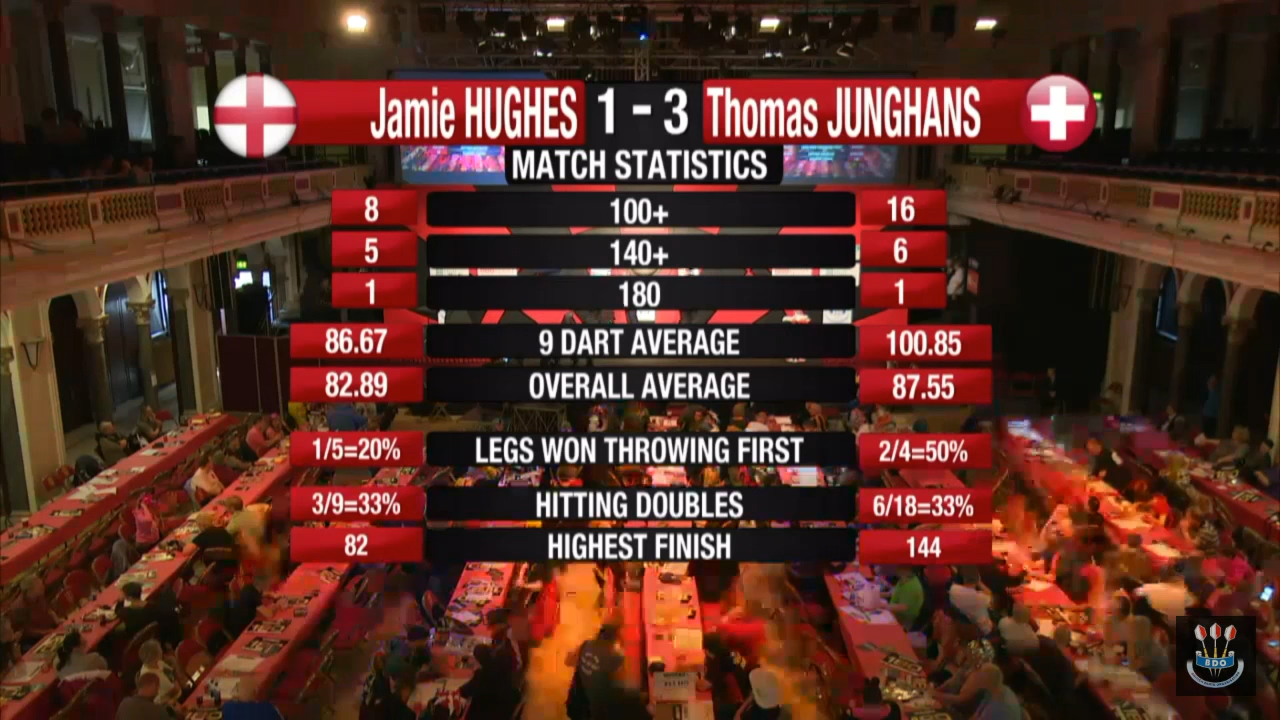 Jamie HUGHES 1 - 3 Thomas JUNGHANS
MATCH STATISTICS
8 100+ 16
5 140+ 6
1 180 1
86.67 9 DART AVERAGE 100.85
82.89 OVERALL AVERAGE 87.55
1/5=20% LEGS WON THROWING FIRST 2/4=50%
3/9=33% HITTING DOUBLES 6/18=33%
82 HIGHEST FINISH 144
BDO